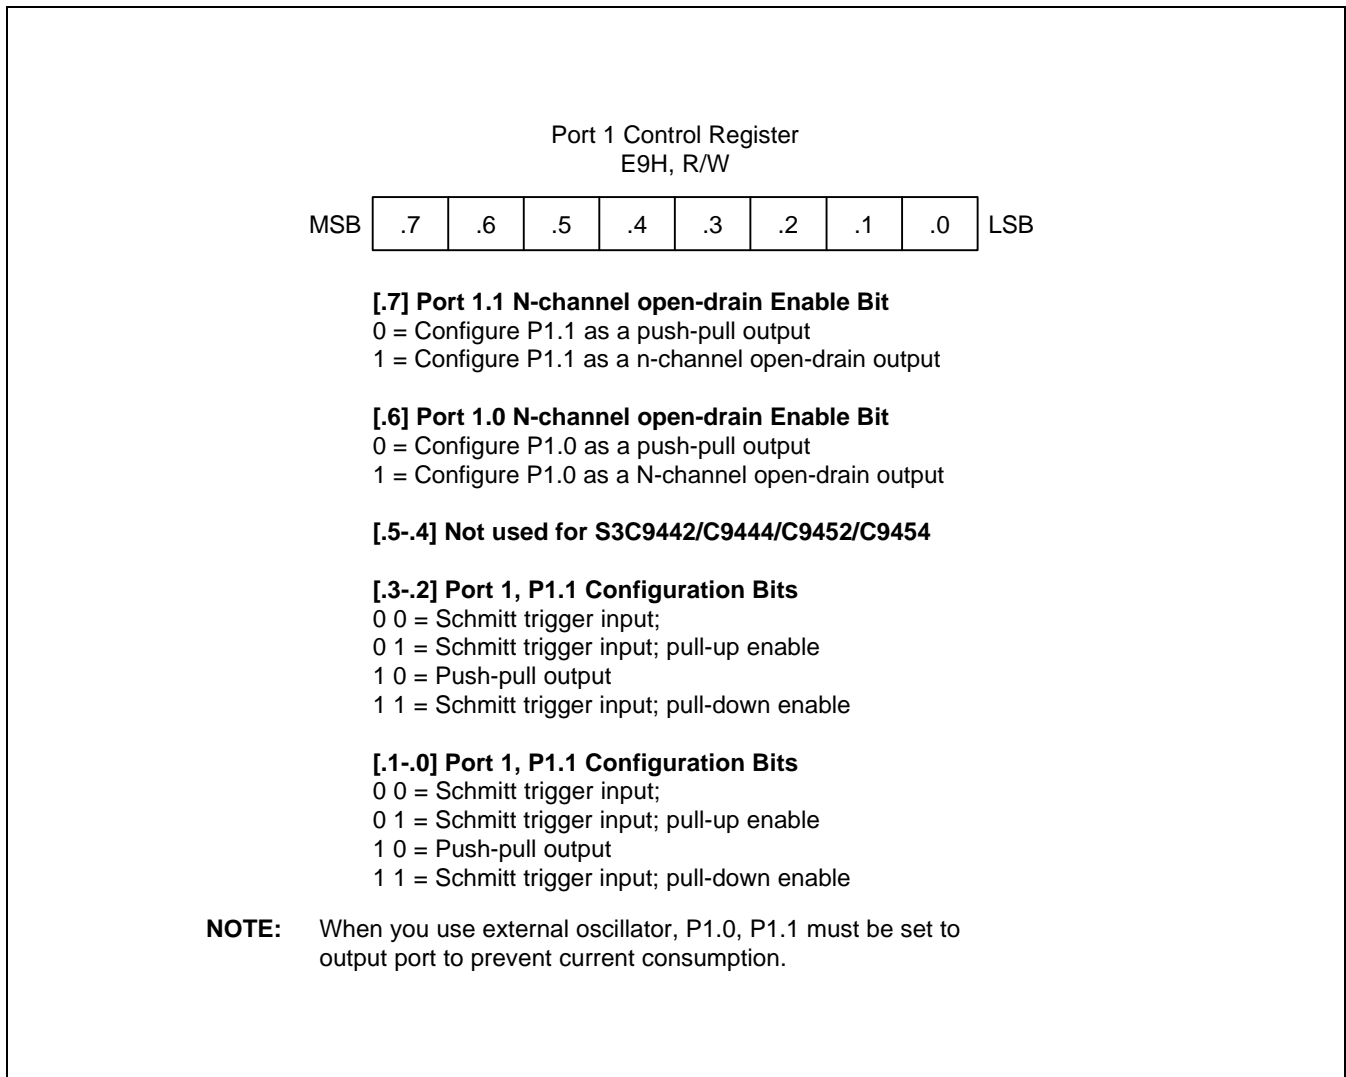 Port 1 Control Register
E9H, R/W
MSB .7 .6 .5 .4 .3 .2 .1 .0 LSB
[.7] Port 1.1 N-channel open-drain Enable Bit
0 = Configure P1.1 as a push-pull output
1 = Configure P1.1 as a n-channel open-drain output
[.6] Port 1.0 N-channel open-drain Enable Bit
0 = Configure P1.0 as a push-pull output
1 = Configure P1.0 as a N-channel open-drain output
[.5-.4] Not used for S3C9442/C9444/C9452/C9454
[.3-.2] Port 1, P1.1 Configuration Bits
0 0 = Schmitt trigger input;
0 1 = Schmitt trigger input; pull-up enable
1 0 = Push-pull output
1 1 = Schmitt trigger input; pull-down enable
[.1-.0] Port 1, P1.1 Configuration Bits
0 0 = Schmitt trigger input;
0 1 = Schmitt trigger input; pull-up enable
1 0 = Push-pull output
1 1 = Schmitt trigger input; pull-down enable
NOTE: When you use external oscillator, P1.0, P1.1 must be set to
output port to prevent current consumption.